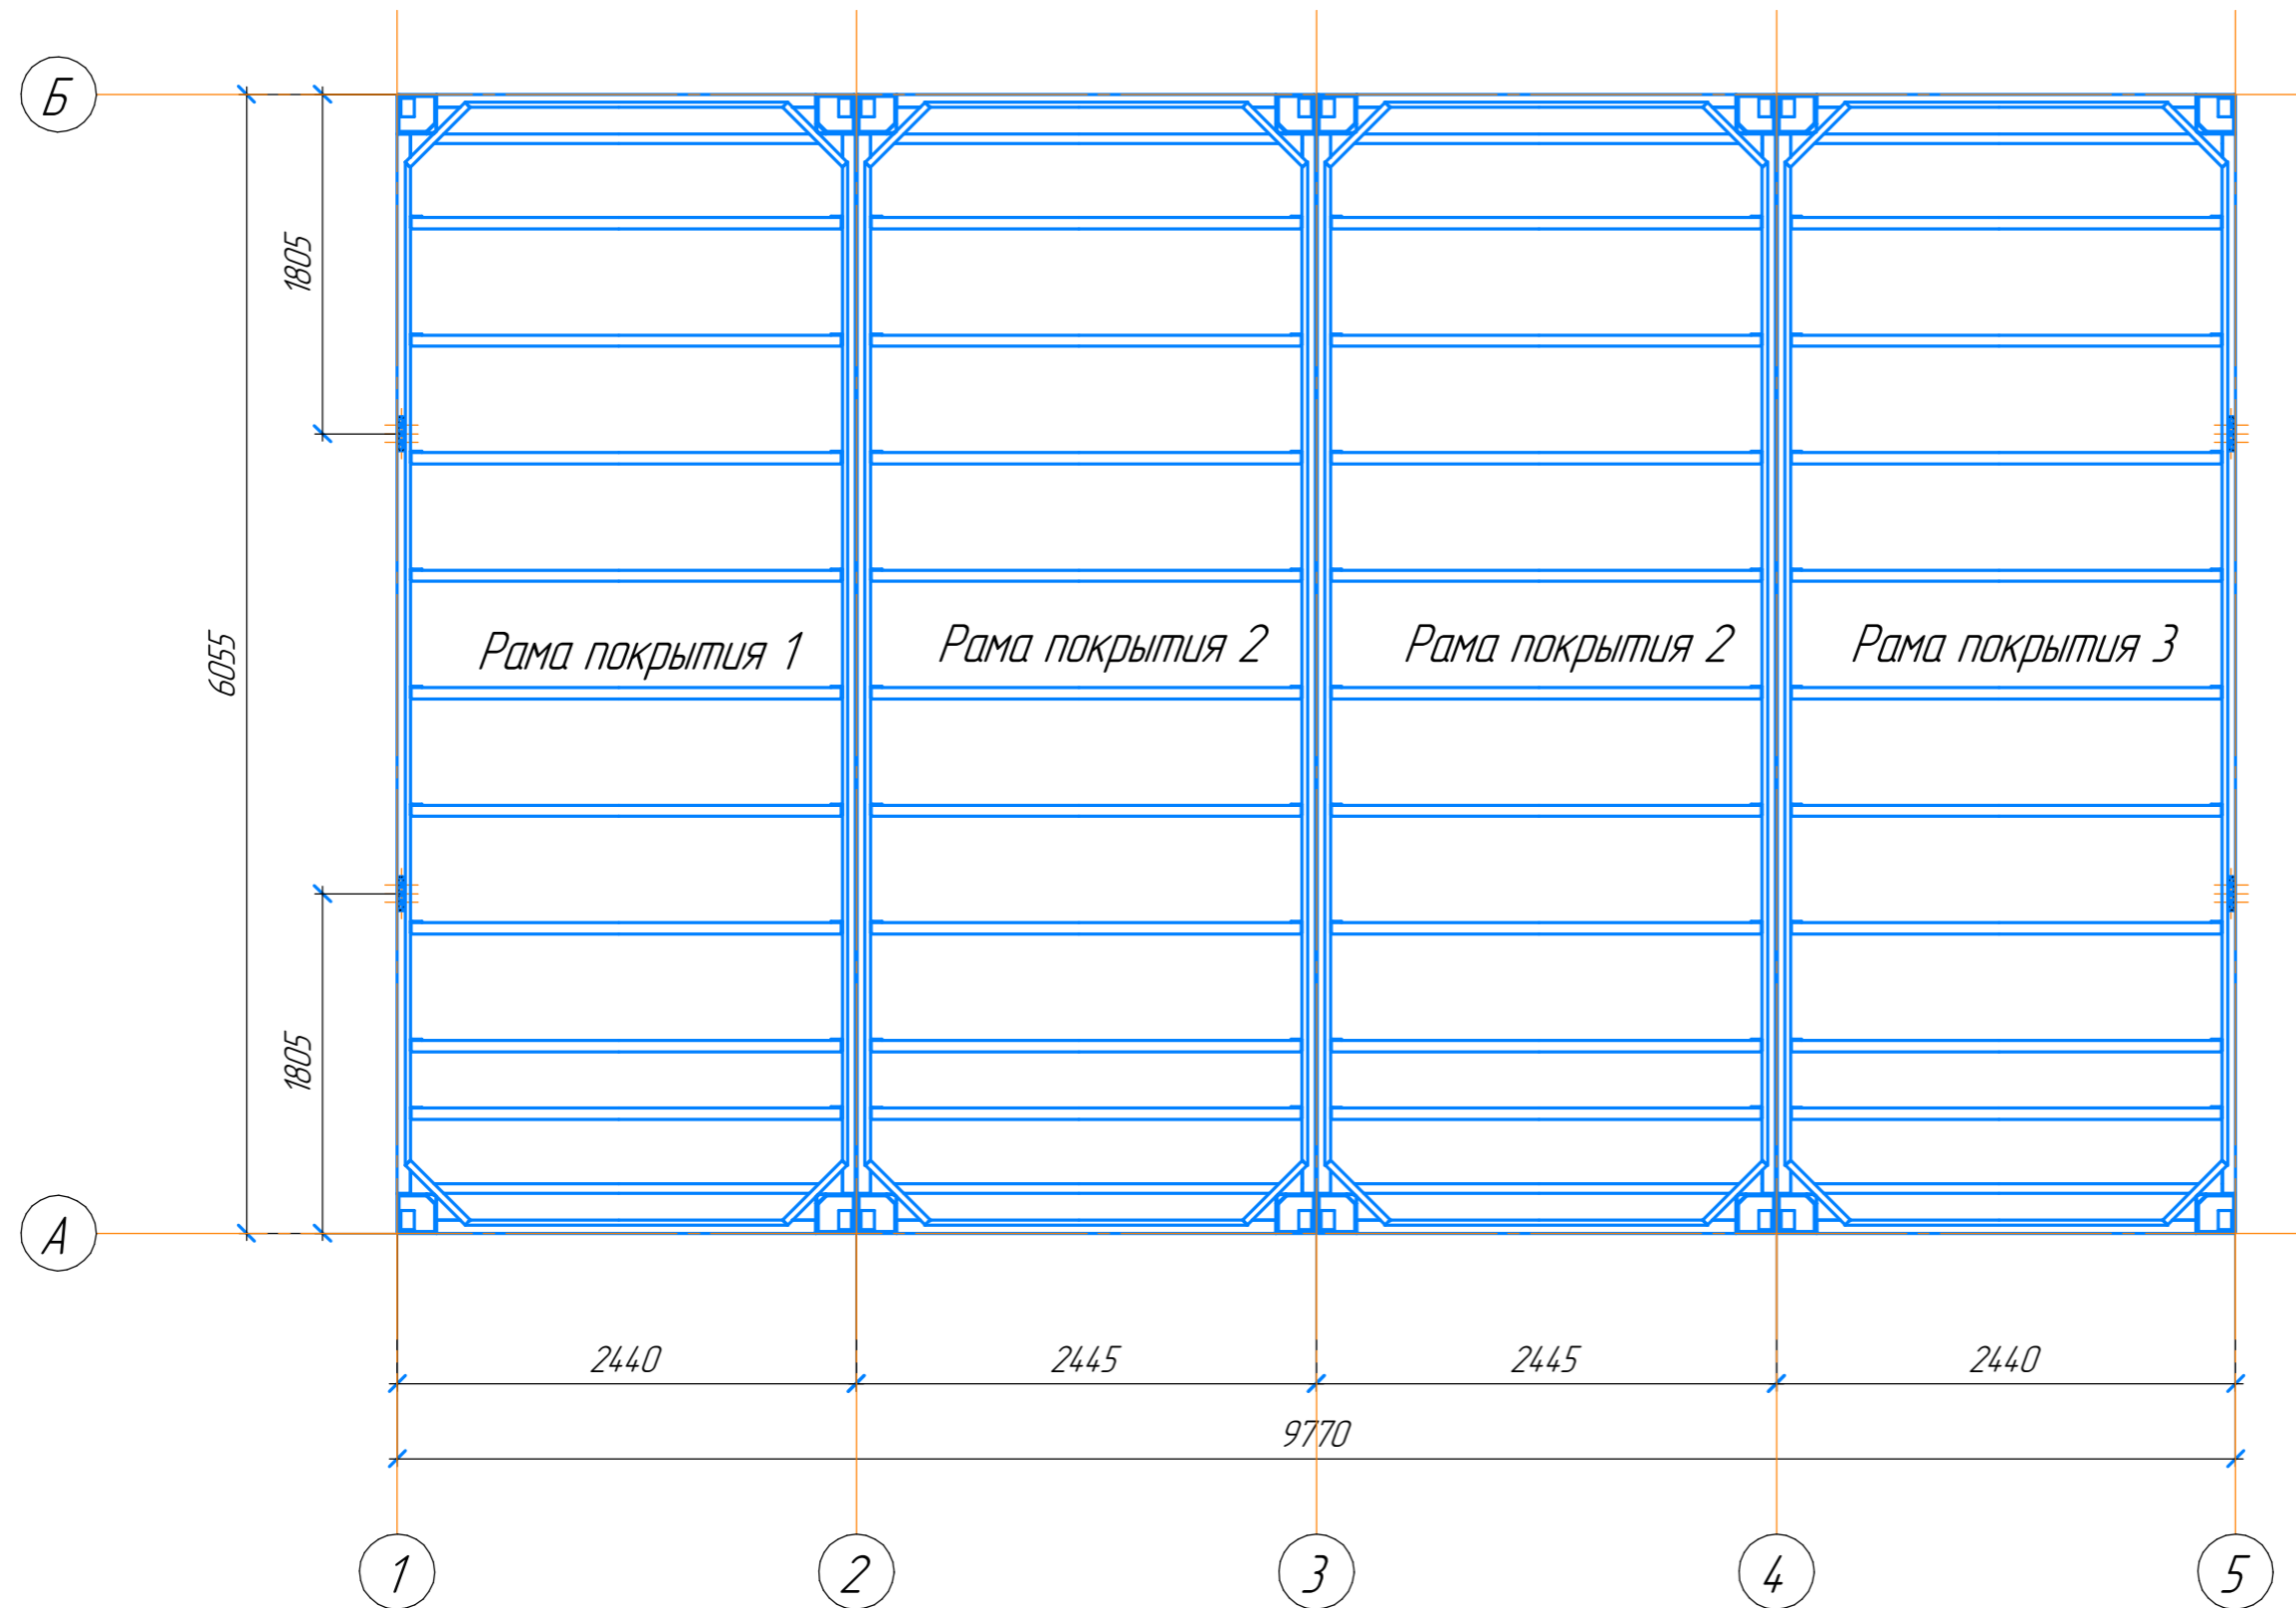 Б
1805
6055
Рама покрытия 1
Рама покрытия 2
Рама покрытия 2
Рама покрытия 3
1805
А
2440
2445
2445
2440
9770
1
2
3
4
5